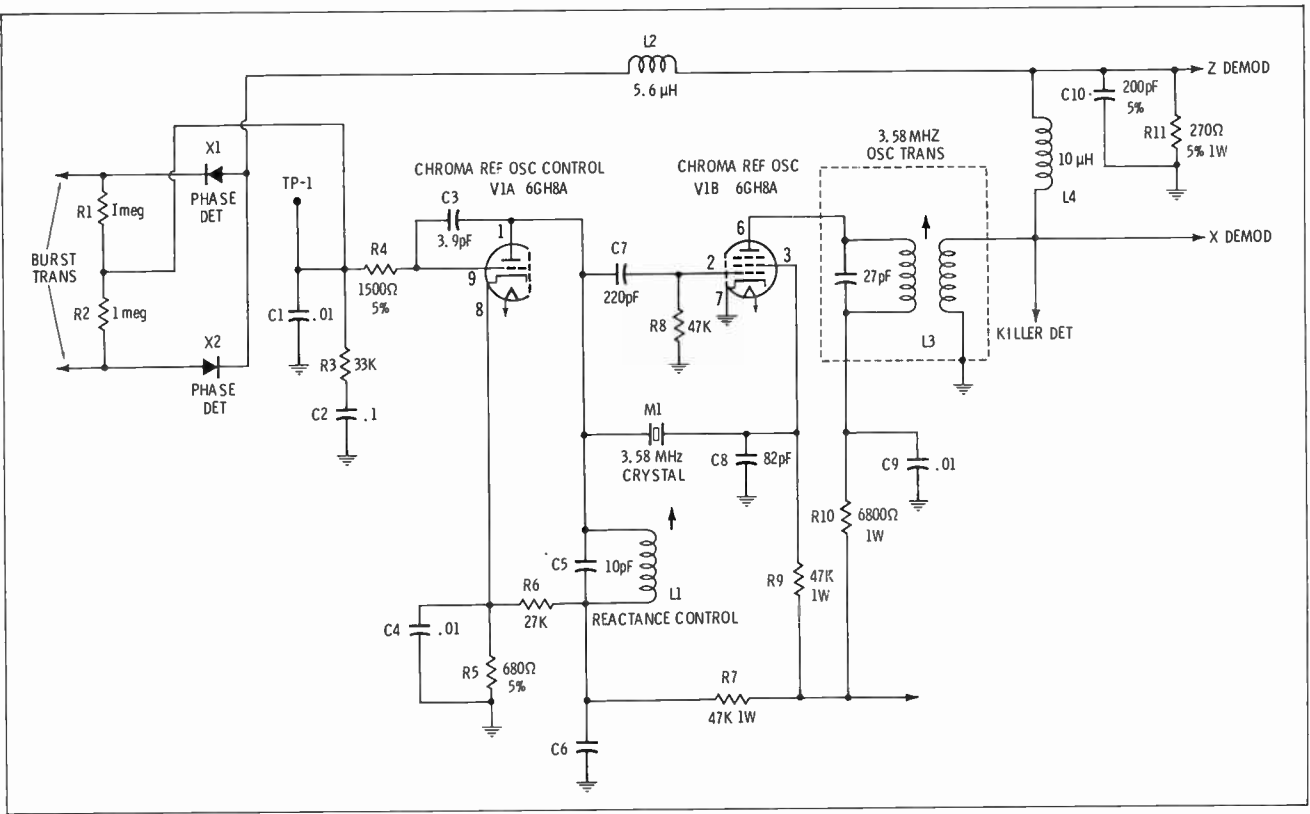 L2
5.6 µH
Z DEMOD
C10
200pF
5%
R11
270Ω
5% 1W
3.58 MHZ
OSC TRANS
10 µH
L4
X1
PHASE
DET
TP-1
CHROMA REF OSC CONTROL
V1A 6GH8A
CHROMA REF OSC
V1B 6GH8A
R1
1meg
C3
3.9pF
1
6
BURST
TRANS
R4
1500Ω
5%
9
8
C7
220pF
2
3
7
27pF
X DEMOD
R2
1 meg
C1
.01
R8
47K
L3
KILLER DET
X2
PHASE
DET
R3
33K
C2
.1
M1
3.58 MHz
CRYSTAL
C8
82pF
C9
.01
R10
6800Ω
1W
C5
10pF
R9
47K
1W
R6
27K
L1
REACTANCE CONTROL
C4
.01
R5
680Ω
5%
R7
47K 1W
C6